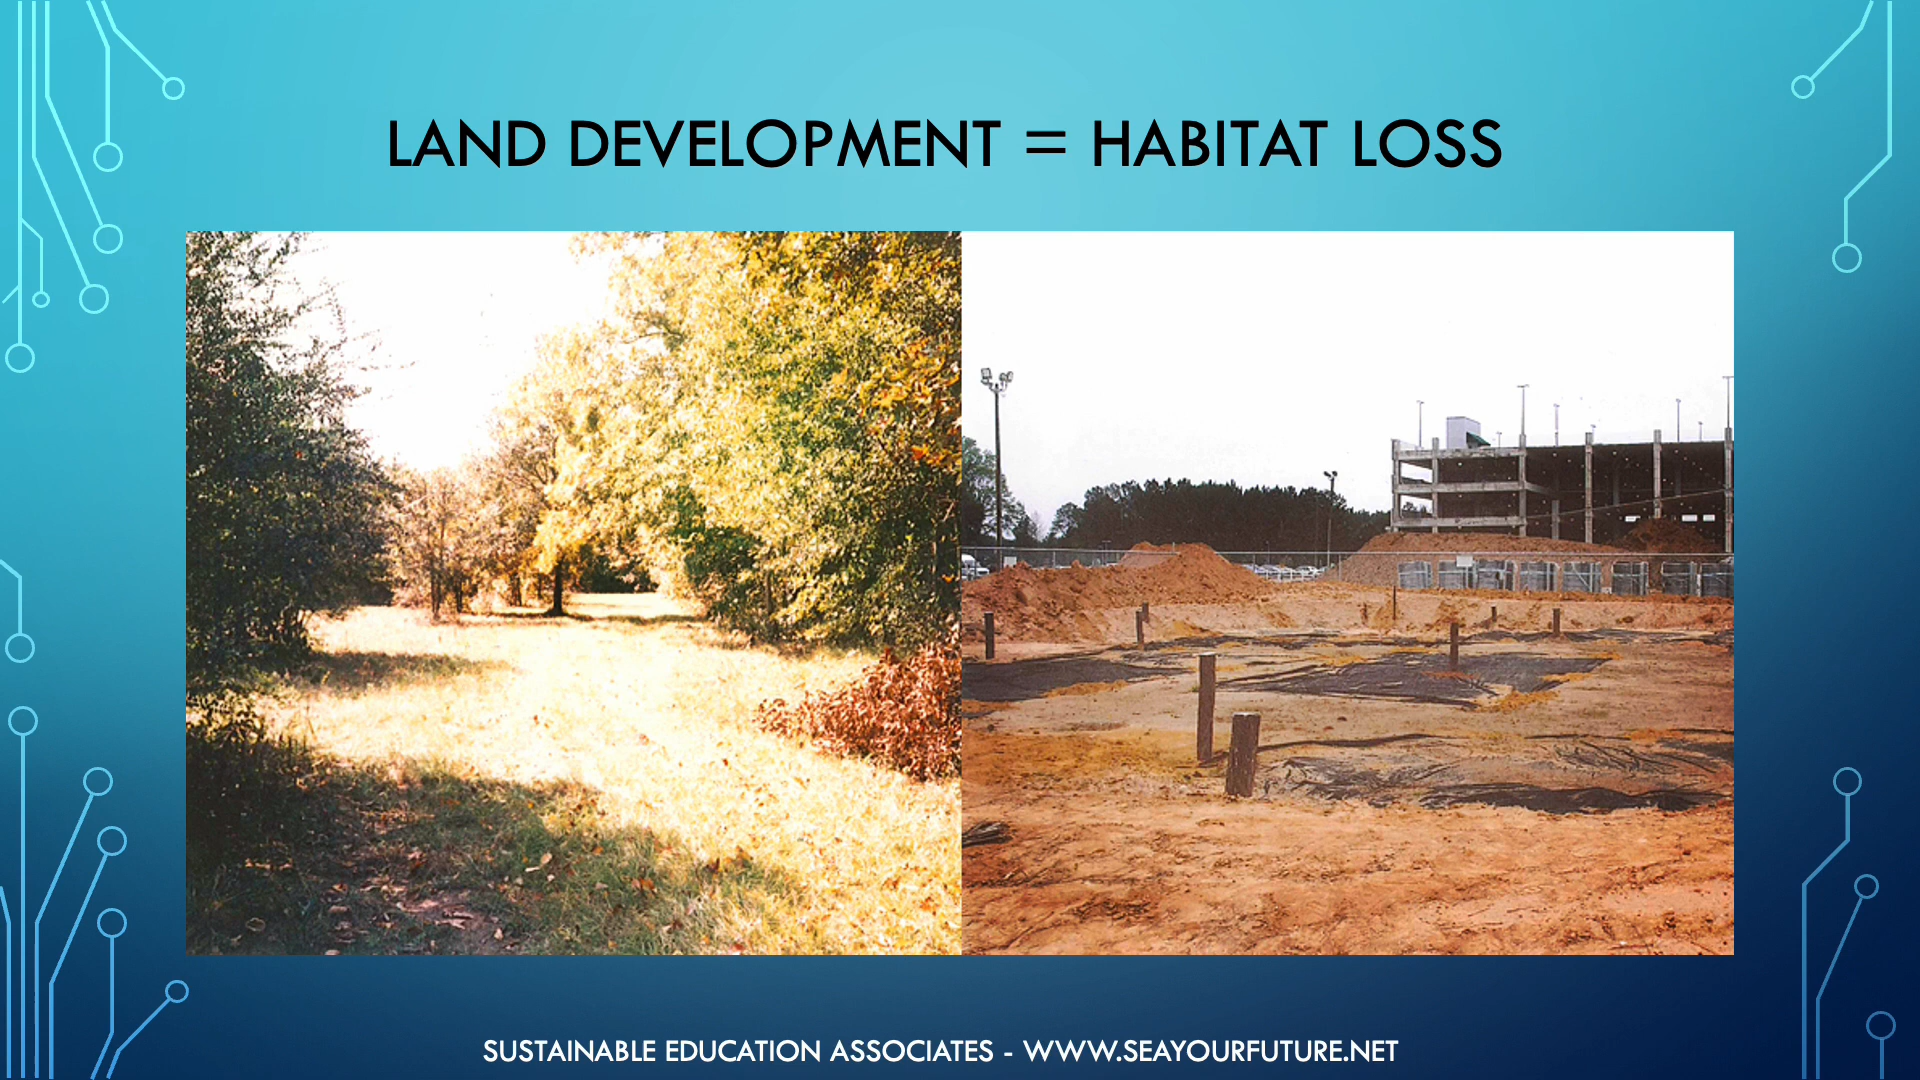 LAND DEVELOPMENT = HABITAT LOSS
SUSTAINABLE EDUCATION ASSOCIATES - WWW.SEAYOURFUTURE.NET